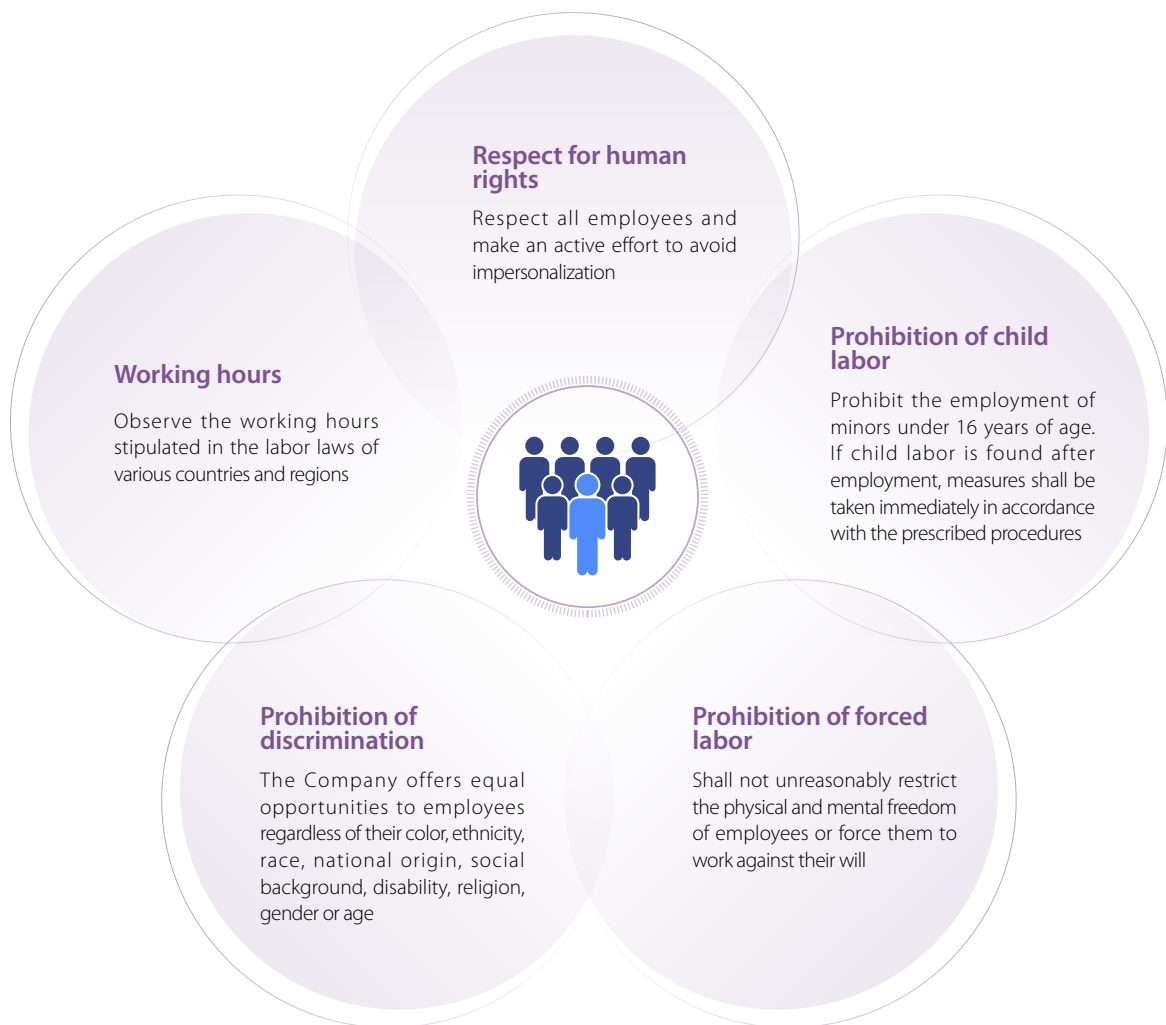 Respect for human
rights
Respect all employees and
make an active effort to avoid
impersonalization
Working hours
Observe the working hours
stipulated in the labor laws of
various countries and regions
Prohibition of child
labor
Prohibit the employment of
minors under 16 years of age.
If child labor is found after
employment, measures shall be
taken immediately in accordance
with the prescribed procedures
Prohibition of
discrimination
The Company offers equal
opportunities to employees
regardless of their color, ethnicity,
race, national origin, social
background, disability, religion,
gender or age
Prohibition of forced
labor
Shall not unreasonably restrict
the physical and mental freedom
of employees or force them to
work against their will